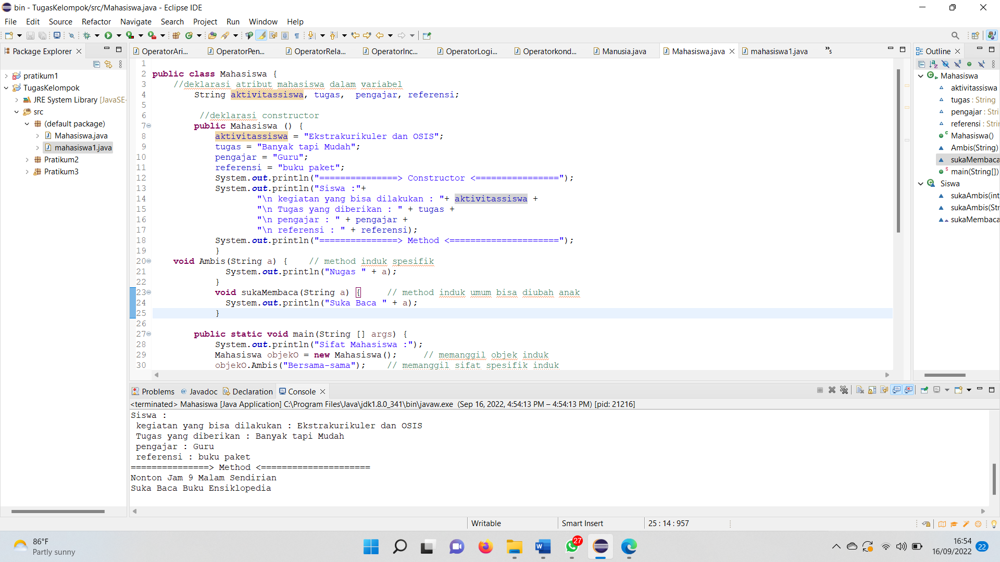 bin - TugasKelompok/src/Mahasiswa.java - Eclipse IDE
File Edit Source Refactor Navigate Search Project Run Window Help
Package Explorer
OperatorAri... OperatorPen... OperatorRela... OperatorInc... OperatorLogi... Operatorkond... Manusia.java Mahasiswa.java mahasiswa1.java »5
Outline
pratikum1
TugasKelompok
JRE System Library [JavaSE-
src
(default package)
Mahasiswa.java
mahasiswa1.java
Pratikum2
Pratikum3
1
2 public class Mahasiswa {
3 //deklarasi atribut mahasiswa dalam variabel
4 String aktivitassiswa, tugas, pengajar, referensi;
5
6 //deklarasi constructor
7 public Mahasiswa () {
8 aktivitassiswa = "Ekstrakurikuler dan OSIS";
9 tugas = "Banyak tapi Mudah";
10 pengajar = "Guru";
11 referensi = "buku paket";
12 System.out.println("===============> Constructor <================");
13 System.out.println("Siswa :"+
14 "\n kegiatan yang bisa dilakukan : "+ aktivitassiswa +
15 "\n Tugas yang diberikan : " + tugas +
16 "\n pengajar : " + pengajar +
17 "\n referensi : " + referensi);
18 System.out.println("===============> Method <=====================");
19 }
20 void Ambis(String a) { // method induk spesifik
21 System.out.println("Nugas " + a);
22 }
23 void sukaMembaca(String a) { // method induk umum bisa diubah anak
24 System.out.println("Suka Baca " + a);
25 }
26
27 public static void main(String [] args) {
28 System.out.println("Sifat Mahasiswa :");
29 Mahasiswa objekO = new Mahasiswa(); // memanggil objek induk
30 objekO.Ambis("Bersama-sama"); // memanggil sifat spesifik induk
Mahasiswa
aktivitassiswa
tugas : String
pengajar : Stri
referensi : Strin
Mahasiswa()
Ambis(String)
sukaMembaca
main(String[])
Siswa
sukaAmbis(int
sukaAmbis(Str
sukaMembaca
Problems Javadoc Declaration Console
<terminated> Mahasiswa [Java Application] C:\Program Files\Java\jdk1.8.0_341\bin\javaw.exe (Sep 16, 2022, 4:54:13 PM – 4:54:13 PM) [pid: 21216]
Siswa :
kegiatan yang bisa dilakukan : Ekstrakurikuler dan OSIS
Tugas yang diberikan : Banyak tapi Mudah
pengajar : Guru
referensi : buku paket
===============> Method <=====================
Nonton Jam 9 Malam Sendirian
Suka Baca Buku Ensiklopedia
Writable Smart Insert 25 : 14 : 957
86°F
Partly sunny
27
16:54
16/09/2022
22